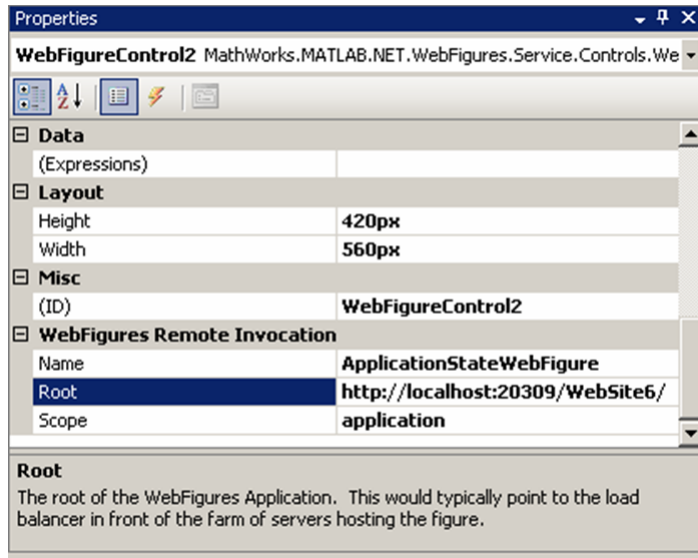 Properties
WebFigureControl2 MathWorks.MATLAB.NET.WebFigures.Service.Controls.We
Data
(Expressions)
Layout
Height 420px
Width 560px
Misc
(ID) WebFigureControl2
WebFigures Remote Invocation
Name ApplicationStateWebFigure
Root http://localhost:20309/WebSite6/
Scope application
Root
The root of the WebFigures Application. This would typically point to the load
balancer in front of the farm of servers hosting the figure.